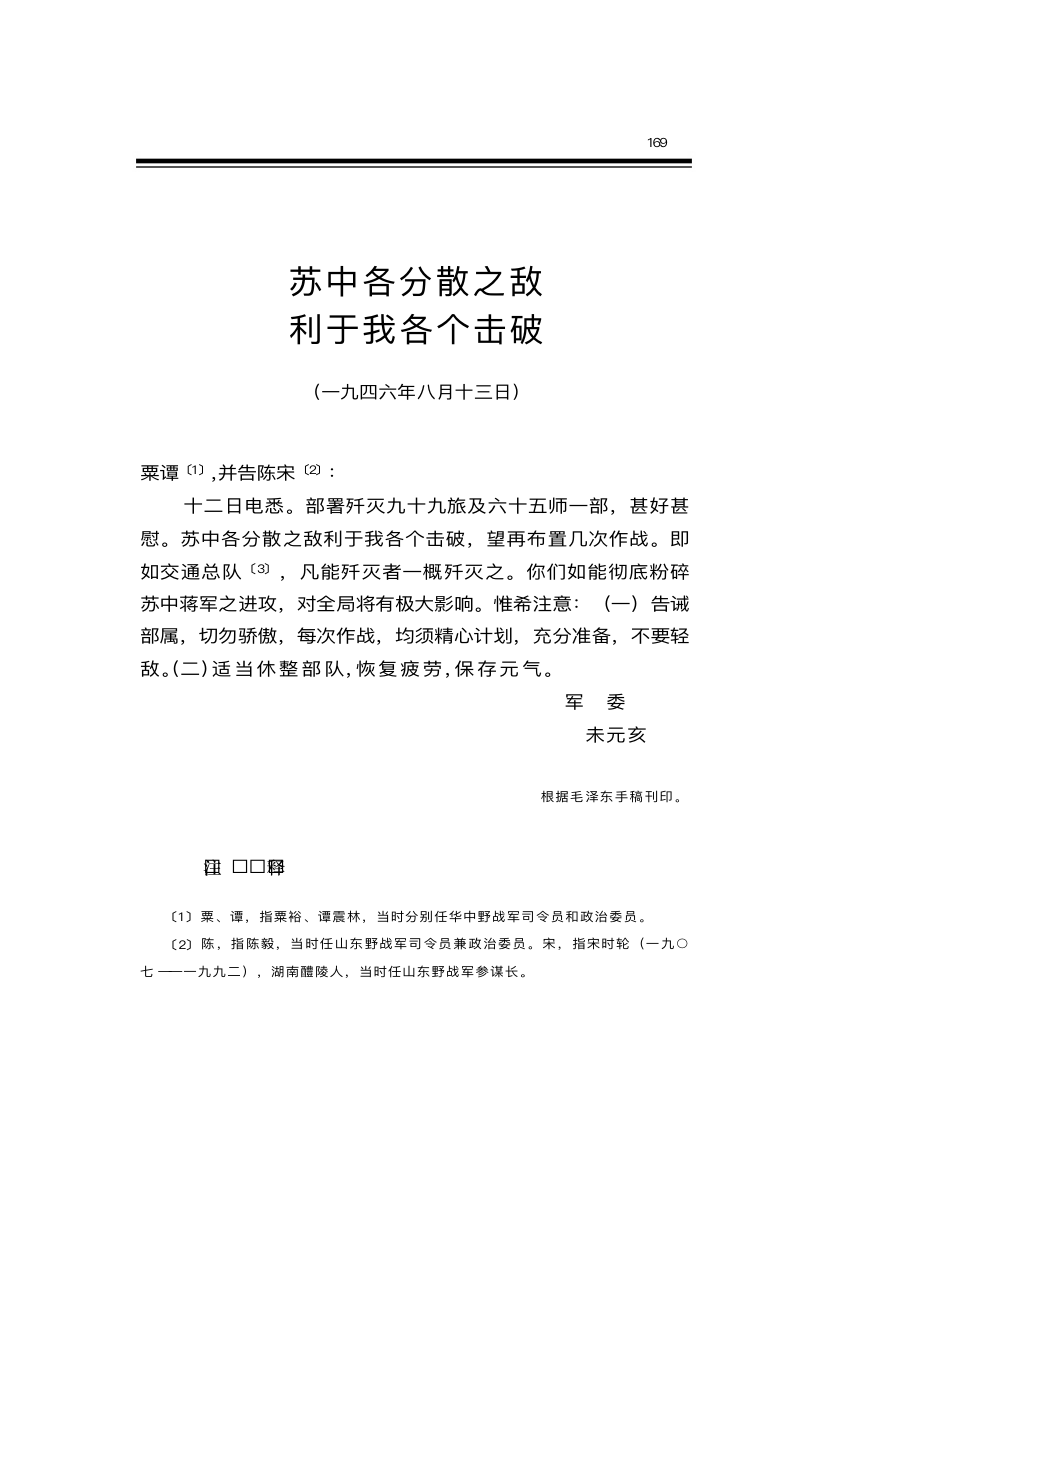 169
苏中各分散之敌
利于我各个击破
（一九四六年八月十三日）
粟谭〔1〕,并告陈宋〔2〕：
十二日电悉。部署歼灭九十九旅及六十五师一部，甚好甚
慰。苏中各分散之敌利于我各个击破，望再布置几次作战。即
如交通总队〔3〕，凡能歼灭者一概歼灭之。你们如能彻底粉碎
苏中蒋军之进攻，对全局将有极大影响。惟希注意：（一）告诫
部属，切勿骄傲，每次作战，均须精心计划，充分准备，不要轻
敌。(二)适当休整部队,恢复疲劳,保存元气。
军　委
未元亥
根据毛泽东手稿刊印。
注 □□释
〔1〕粟、谭，指粟裕、谭震林，当时分别任华中野战军司令员和政治委员。
〔2〕陈，指陈毅，当时任山东野战军司令员兼政治委员。宋，指宋时轮（一九○
七 ——一九九二），湖南醴陵人，当时任山东野战军参谋长。